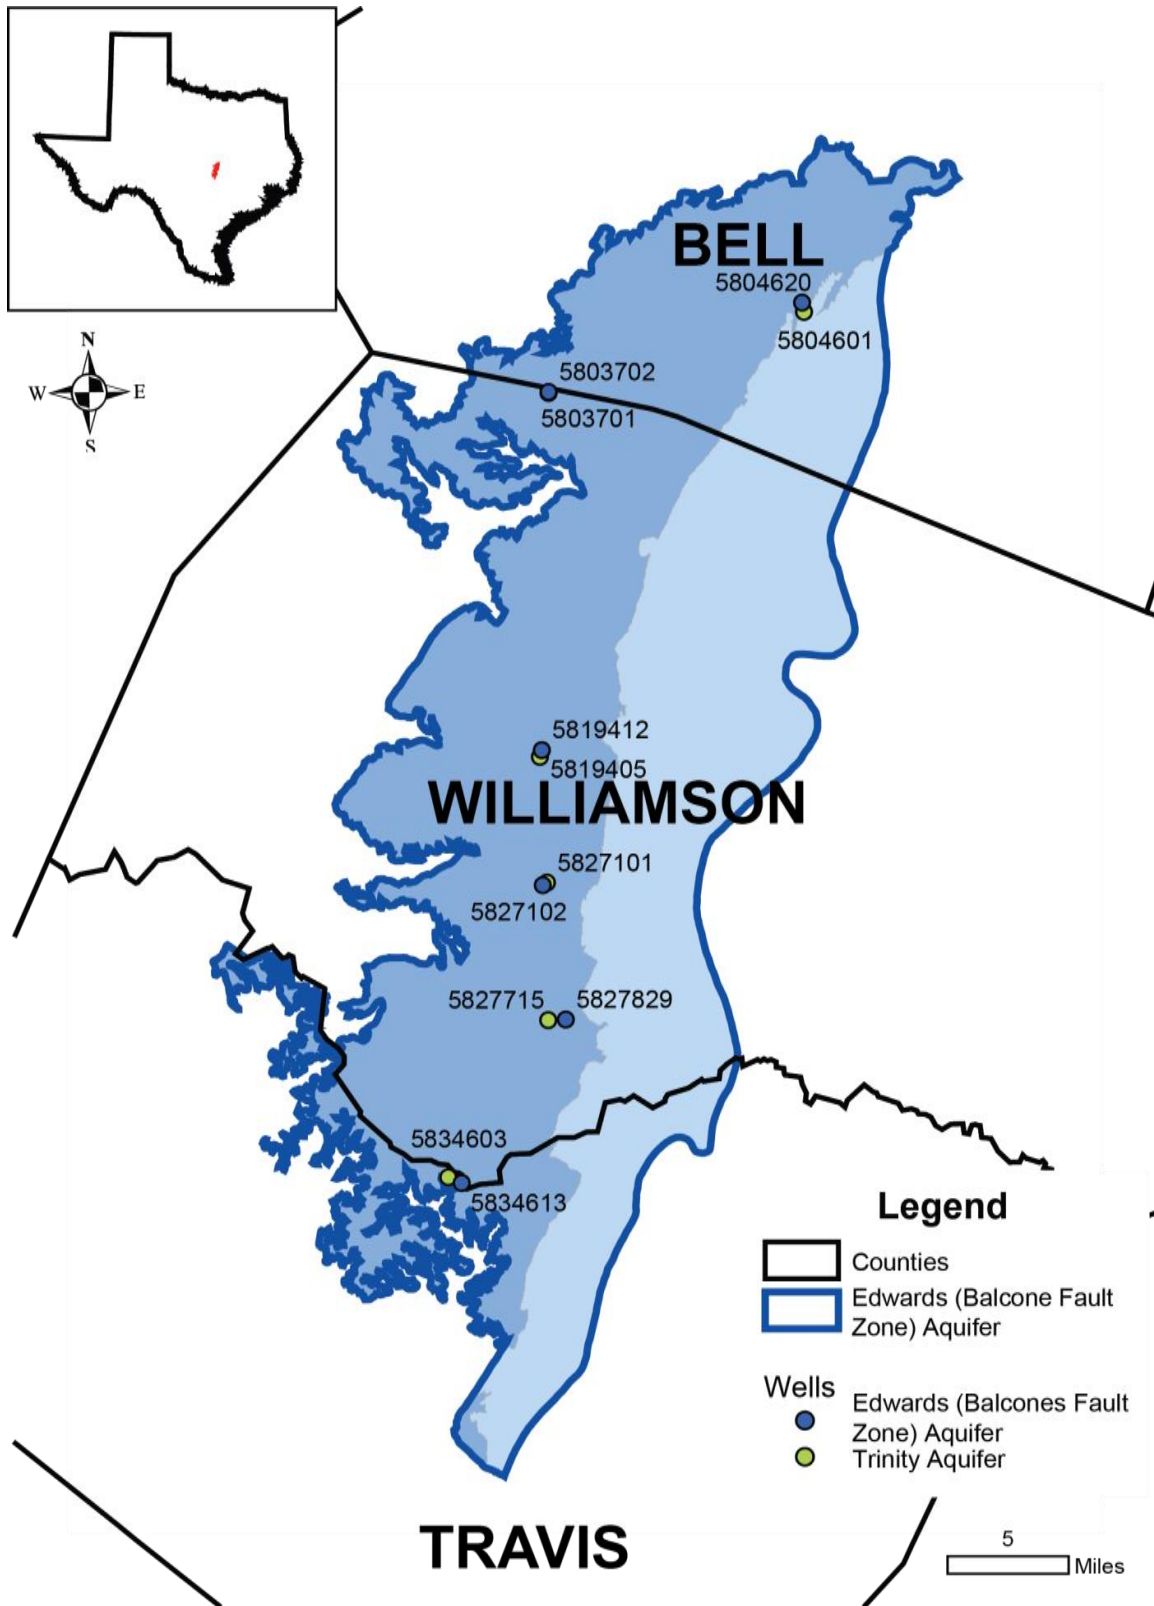 BELL
5804620
5804601
N
W
E
S
5803702
5803701
5819412
5819405
WILLIAMSON
5827101
5827102
5827715
5827829
5834603
5834613
Legend
Counties
Edwards (Balcone Fault
Zone) Aquifer
Wells
Edwards (Balcones Fault
Zone) Aquifer
Trinity Aquifer
TRAVIS
5
Miles